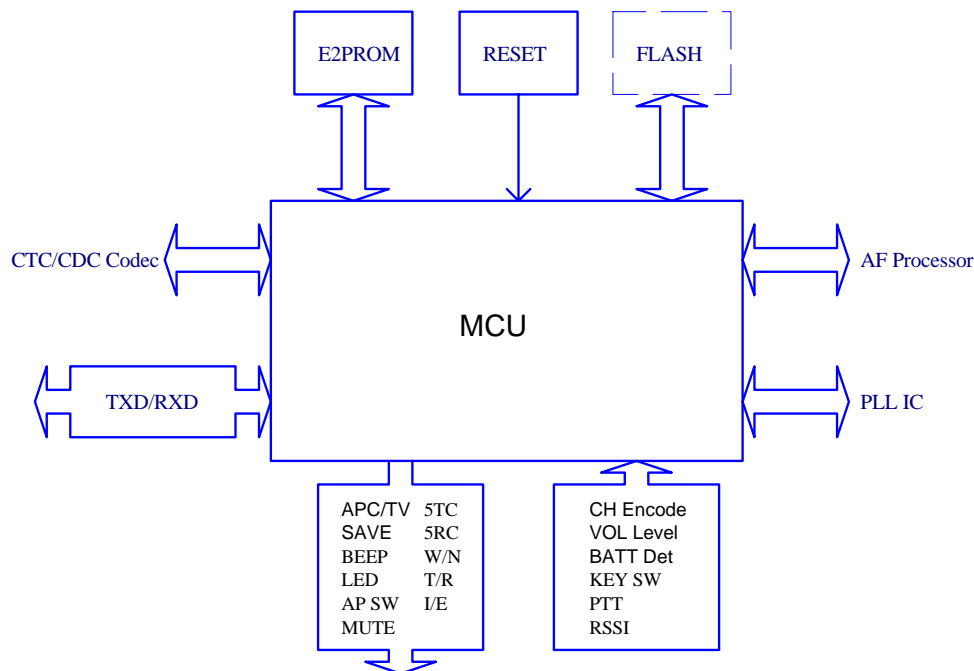 E2PROM
RESET
FLASH
CTC/CDC Codec
AF Processor
MCU
TXD/RXD
PLL IC
APC/TV 5TC
SAVE 5RC
BEEP W/N
LED T/R
AP SW I/E
MUTE
CH Encode
VOL Level
BATT Det
KEY SW
PTT
RSSI